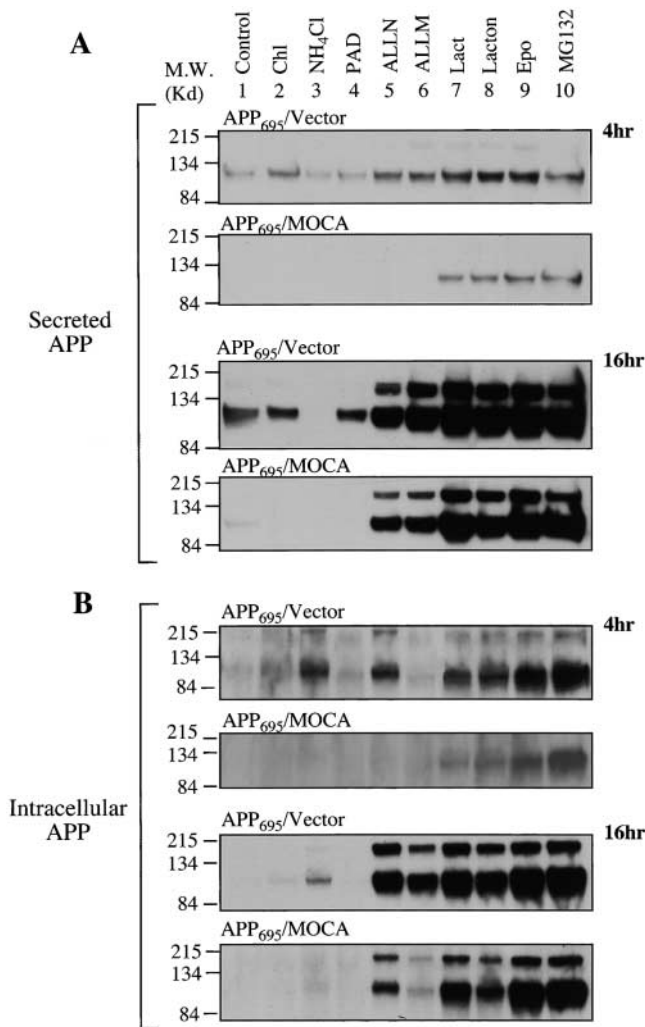 A
M.W.
(Kd)
Control
Chl
NH₄Cl
PAD
ALLN
ALLM
Lact
Lacton
Epo
MG132
1 2 3 4 5 6 7 8 9 10
Secreted
APP
APP₆₉₅/Vector
4hr
215
134
84
APP₆₉₅/MOCA
215
134
84
APP₆₉₅/Vector
16hr
215
134
84
APP₆₉₅/MOCA
215
134
84
B
Intracellular
APP
APP₆₉₅/Vector
4hr
215
134
84
APP₆₉₅/MOCA
215
134
84
APP₆₉₅/Vector
16hr
215
134
84
APP₆₉₅/MOCA
215
134
84